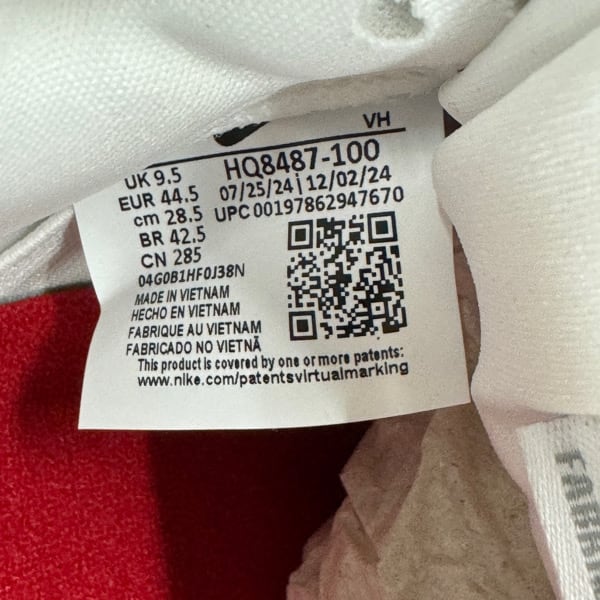 VH
UK 9.5
HQ8487-100
EUR 44.5
07/25/24 | 12/02/24
cm 28.5
UPC 00197862947670
BR 42.5
CN 285
04G0B1HF0J38N
MADE IN VIETNAM
HECHO EN VIETNAM
FABRIQUE AU VIETNAM
FABRICADO NO VIETNÃ
This product is covered by one or more patents:
www.nike.com/patentsvirtualmarking